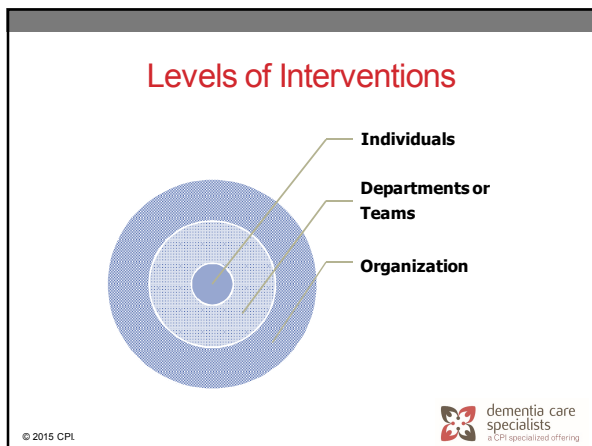 Levels of Interventions
Individuals
Departments or
Teams
Organization
© 2015 CPI.
dementia care
specialists
a CPI specialized offering